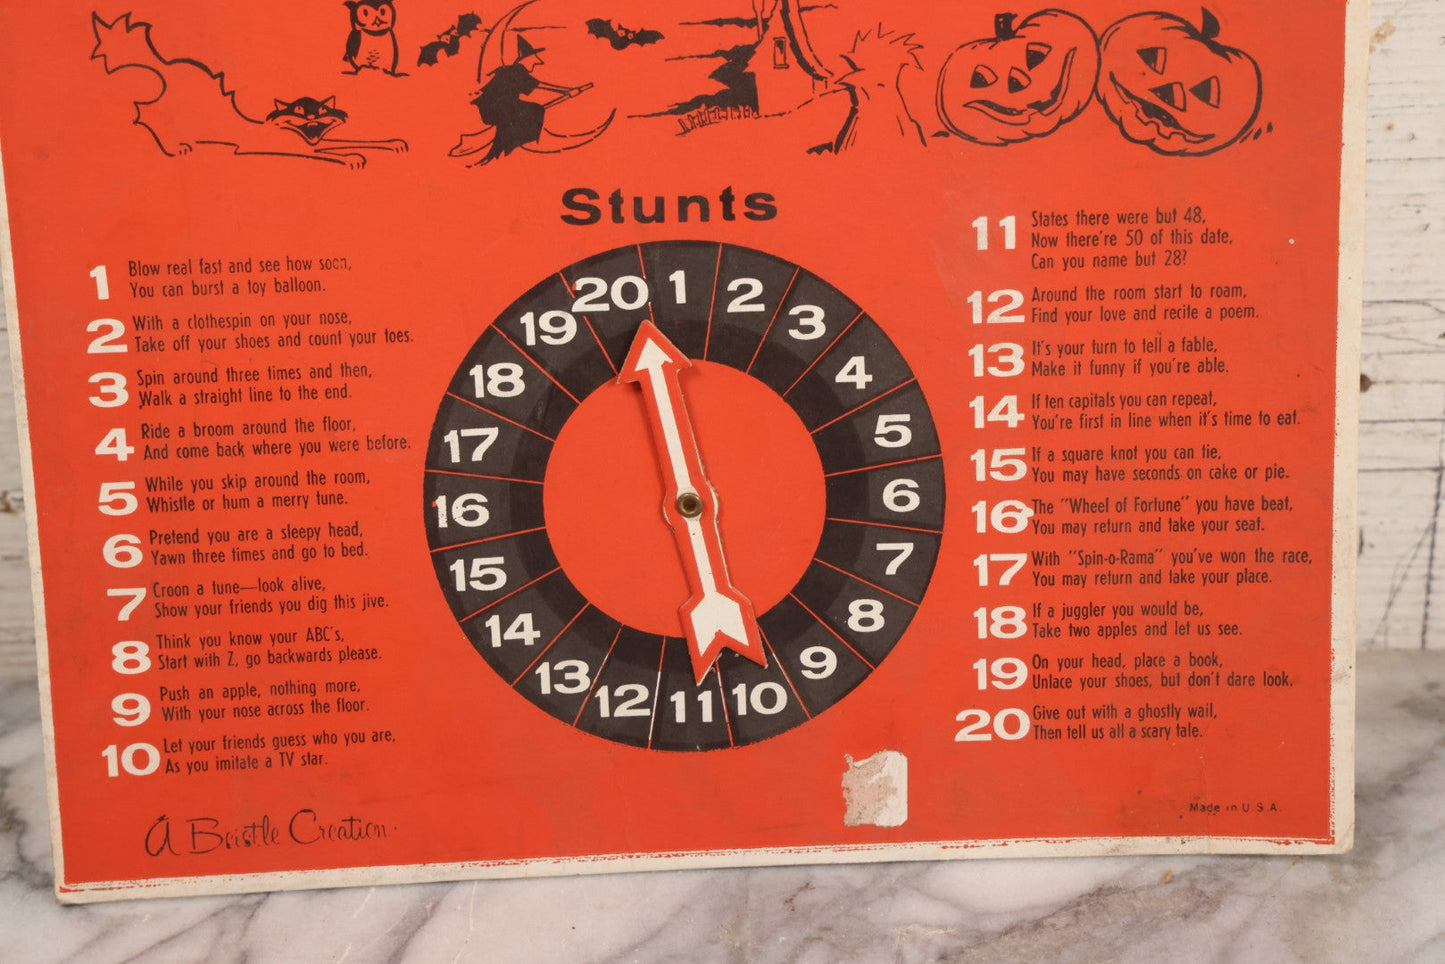 Stunts
1 Blow real fast and see how soon,
You can burst a toy balloon.
2 With a clothespin on your nose,
Take off your shoes and count your toes.
3 Spin around three times and then,
Walk a straight line to the end.
4 Ride a broom around the floor,
And come back where you were before.
5 While you skip around the room,
Whistle or hum a merry tune.
6 Pretend you are a sleepy head,
Yawn three times and go to bed.
7 Croon a tune—look alive,
Show your friends you dig this jive.
8 Think you know your ABC's,
Start with Z, go backwards please.
9 Push an apple, nothing more,
With your nose across the floor.
10 Let your friends guess who you are,
As you imitate a TV star.
20 1 2 3 4 5 6 7 8 9 10 11 12 13 14 15 16 17 18 19
11 States there were but 48,
Now there're 50 of this date,
Can you name but 28?
12 Around the room start to roam,
Find your love and recite a poem.
13 It's your turn to tell a fable,
Make it funny if you're able.
14 If ten capitals you can repeat,
You're first in line when it's time to eat.
15 If a square knot you can tie,
You may have seconds on cake or pie.
16 The "Wheel of Fortune" you have beat,
You may return and take your seat.
17 With "Spin-o-Rama" you've won the race,
You may return and take your place.
18 If a juggler you would be,
Take two apples and let us see.
19 On your head, place a book,
Unlace your shoes, but don't dare look.
20 Give out with a ghostly wail,
Then tell us all a scary tale.
A Beistle Creation
Made in U.S.A.